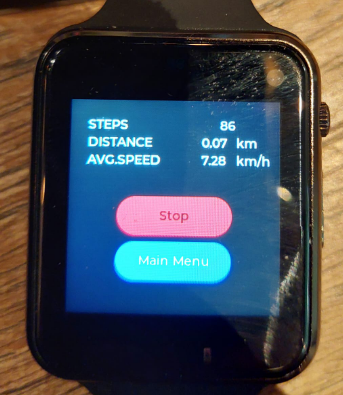 STEPS 86
DISTANCE 0.07 km
AVG.SPEED 7.28 km/h
Stop
Main Menu